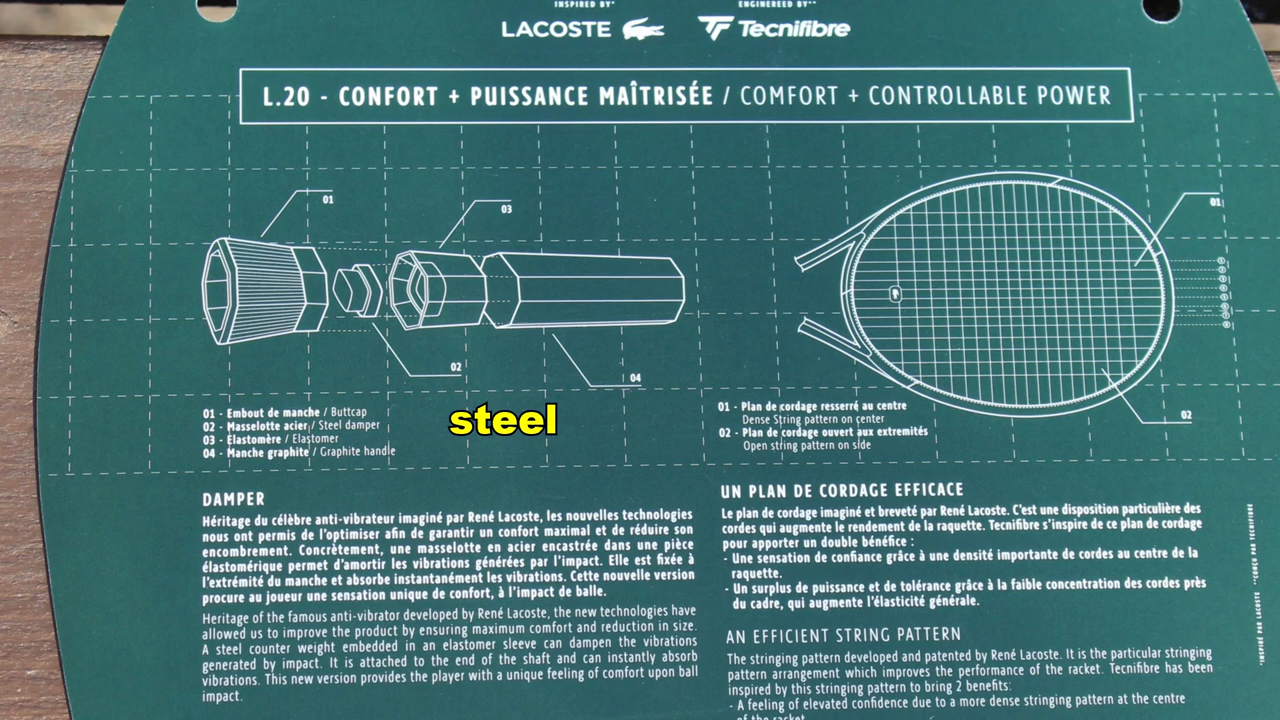 INSPIRED BY*
ENGINEERED BY**
LACOSTE
Tecnifibre
L.20 - CONFORT + PUISSANCE MAÎTRISÉE / COMFORT + CONTROLLABLE POWER
01
03
02
04
01
02
01 - Embout de manche / Buttcap
02 - Masselotte acier / Steel damper
03 - Élastomère / Elastomer
04 - Manche graphite / Graphite handle
steel
01 - Plan de cordage resserré au centre
Dense String pattern on center
02 - Plan de cordage ouvert aux extremités
Open string pattern on side
DAMPER
Héritage du célèbre anti-vibrateur imaginé par René Lacoste, les nouvelles technologies
nous ont permis de l'optimiser afin de garantir un confort maximal et de réduire son
encombrement. Concrètement, une masselotte en acier encastrée dans une pièce
élastomérique permet d'amortir les vibrations générées par l'impact. Elle est fixée à
l'extrémité du manche et absorbe instantanément les vibrations. Cette nouvelle version
procure au joueur une sensation unique de confort, à l'impact de balle.
Heritage of the famous anti-vibrator developed by René Lacoste, the new technologies have
allowed us to improve the product by ensuring maximum comfort and reduction in size.
A steel counter weight embedded in an elastomer sleeve can dampen the vibrations
generated by impact. It is attached to the end of the shaft and can instantly absorb
vibrations. This new version provides the player with a unique feeling of comfort upon ball
impact.
UN PLAN DE CORDAGE EFFICACE
Le plan de cordage imaginé et breveté par René Lacoste. C'est une disposition particulière des
cordes qui augmente le rendement de la raquette. Tecnifibre s'inspire de ce plan de cordage
pour apporter un double bénéfice :
- Une sensation de confiance grâce à une densité importante de cordes au centre de la
raquette.
- Un surplus de puissance et de tolérance grâce à la faible concentration des cordes près
du cadre, qui augmente l'élasticité générale.
AN EFFICIENT STRING PATTERN
The stringing pattern developed and patented by René Lacoste. It is the particular stringing
pattern arrangement which improves the performance of the racket. Tecnifibre has been
inspired by this stringing pattern to bring 2 benefits:
- A feeling of elevated confidence due to a more dense stringing pattern at the centre
of the racket
*INSPIRÉ PAR LACOSTE **CONÇU PAR TECNIFIBRE